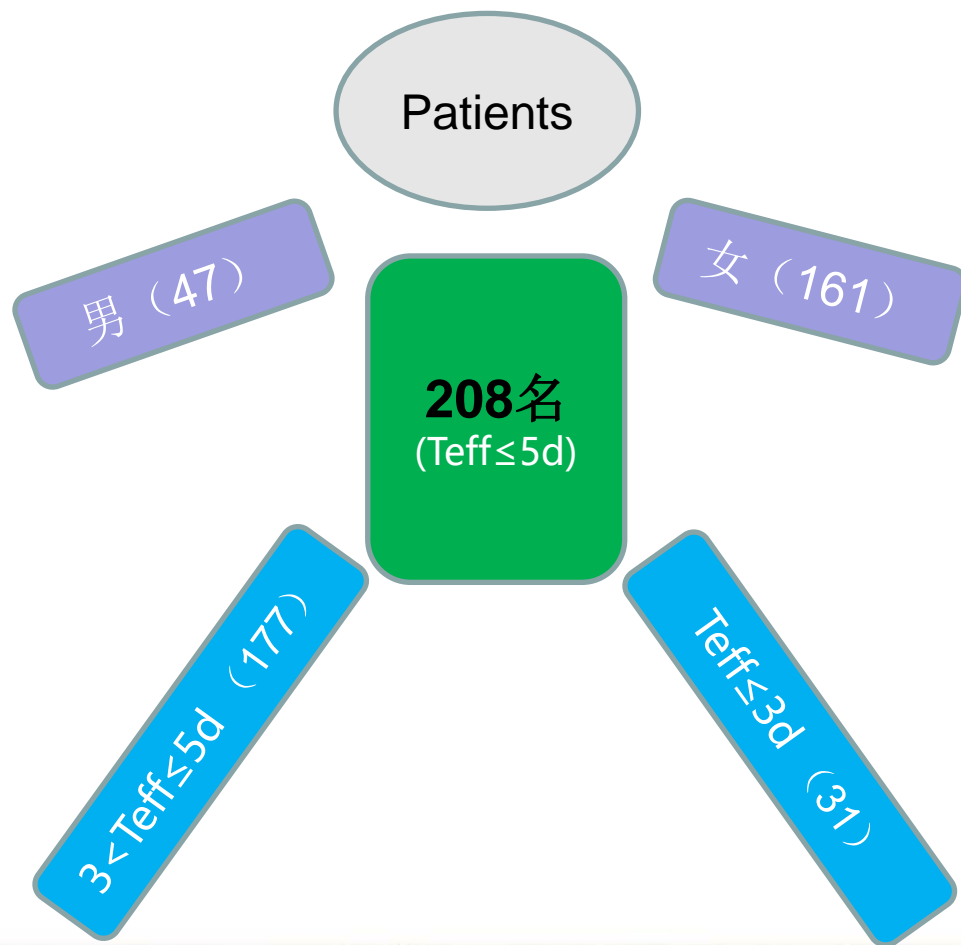 Patients
男（47）
女（161）
208名
(Teff≤5d)
3<Teff≤5d（177）
Teff≤3d（31）